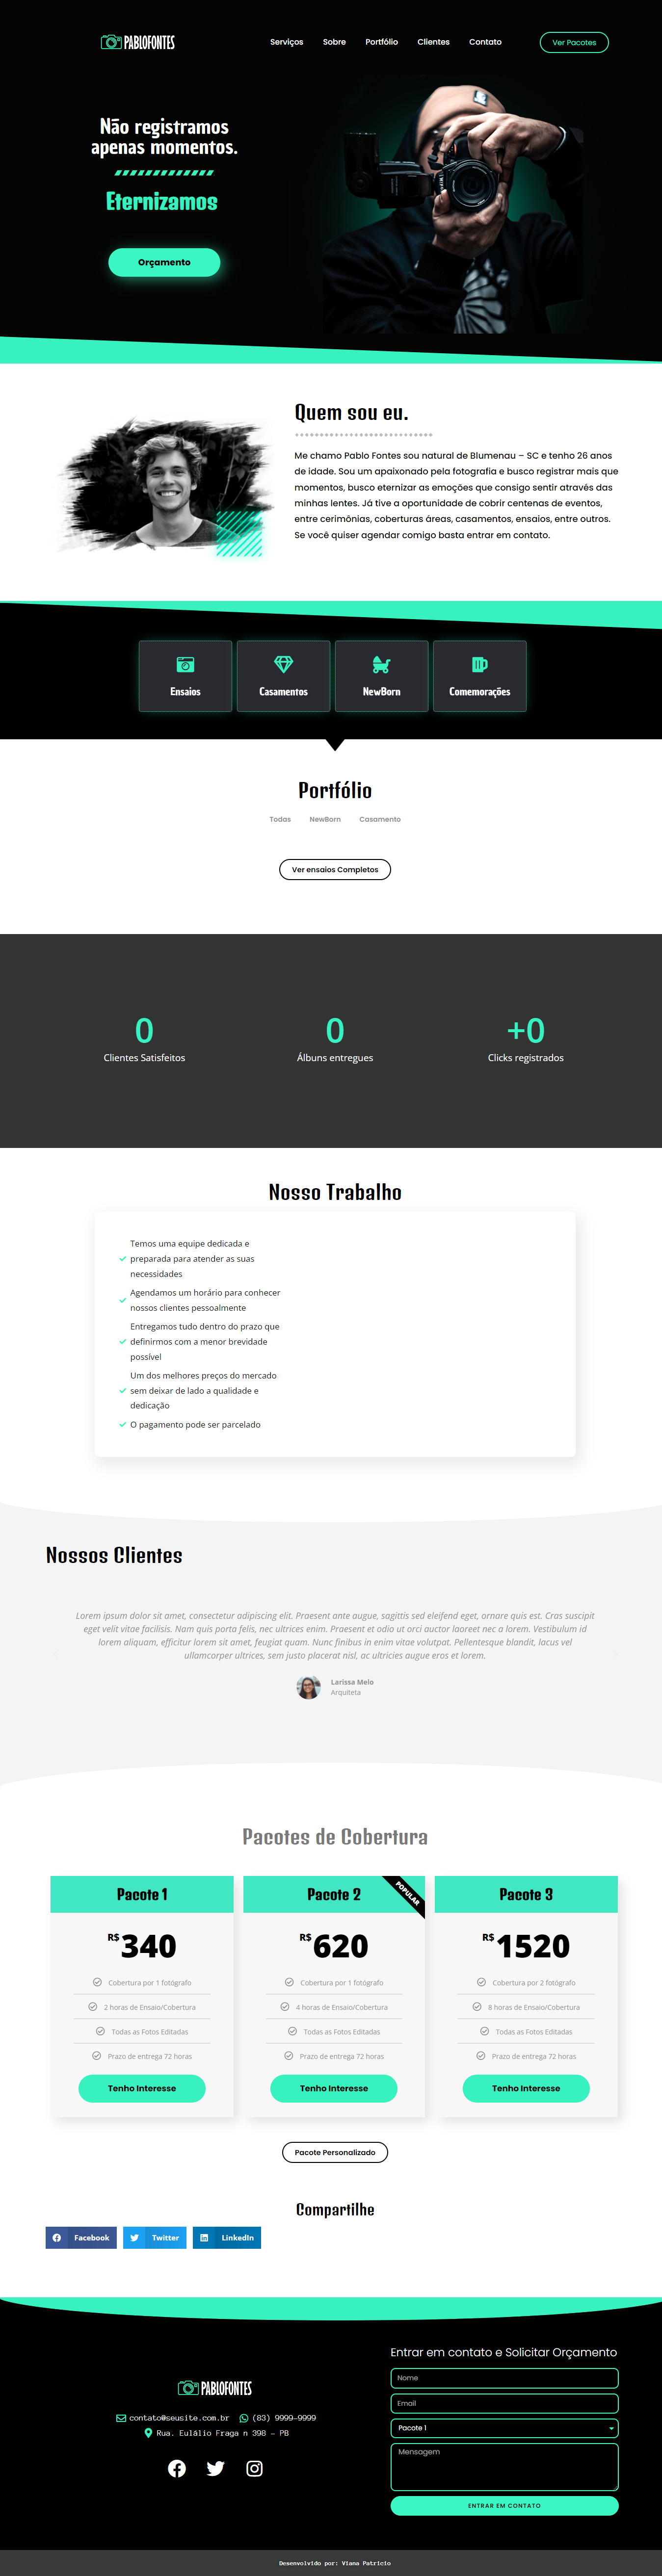 PABLOFONTES
Serviços Sobre Portfólio Clientes Contato Ver Pacotes
Não registramos
apenas momentos.
Eternizamos
Orçamento
Quem sou eu.
Me chamo Pablo Fontes sou natural de Blumenau – SC e tenho 26 anos
de idade. Sou um apaixonado pela fotografia e busco registrar mais que
momentos, busco eternizar as emoções que consigo sentir através das
minhas lentes. Já tive a oportunidade de cobrir centenas de eventos,
entre cerimônias, coberturas áreas, casamentos, ensaios, entre outros.
Se você quiser agendar comigo basta entrar em contato.
Ensaios Casamentos NewBorn Comemorações
Portfólio
Todas NewBorn Casamento
Ver ensaios Completos
0 0 +0
Clientes Satisfeitos Álbuns entregues Clicks registrados
Nosso Trabalho
Temos uma equipe dedicada e
preparada para atender as suas
necessidades
Agendamos um horário para conhecer
nossos clientes pessoalmente
Entregamos tudo dentro do prazo que
definirmos com a menor brevidade
possível
Um dos melhores preços do mercado
sem deixar de lado a qualidade e
dedicação
O pagamento pode ser parcelado
Nossos Clientes
Lorem ipsum dolor sit amet, consectetur adipiscing elit. Praesent ante augue, sagittis sed eleifend eget, ornare quis est. Cras suscipit
eget velit vitae facilisis. Nam quis porta felis, nec ultrices enim. Praesent et odio ut orci auctor laoreet nec a lorem. Vestibulum id
lorem aliquam, efficitur lorem sit amet, feugiat quam. Nunc finibus in enim vitae volutpat. Pellentesque blandit, lacus vel
ullamcorper ultrices, sem justo placerat nisl, ac ultricies augue eros et lorem.
Larissa Melo
Arquiteta
Pacotes de Cobertura
Pacote 1
R$ 340
Cobertura por 1 fotógrafo
2 horas de Ensaio/Cobertura
Todas as Fotos Editadas
Prazo de entrega 72 horas
Tenho Interesse
Pacote 2
POPULAR
R$ 620
Cobertura por 1 fotógrafo
4 horas de Ensaio/Cobertura
Todas as Fotos Editadas
Prazo de entrega 72 horas
Tenho Interesse
Pacote 3
R$ 1520
Cobertura por 2 fotógrafo
8 horas de Ensaio/Cobertura
Todas as Fotos Editadas
Prazo de entrega 72 horas
Tenho Interesse
Pacote Personalizado
Compartilhe
Facebook Twitter LinkedIn
PABLOFONTES
contato@seusite.com.br (83) 9999-9999
Rua. Eulálio Fraga n 398 - PB
Entrar em contato e Solicitar Orçamento
Nome
Email
Pacote 1
Mensagem
ENTRAR EM CONTATO
Desenvolvido por: Viana Patricio